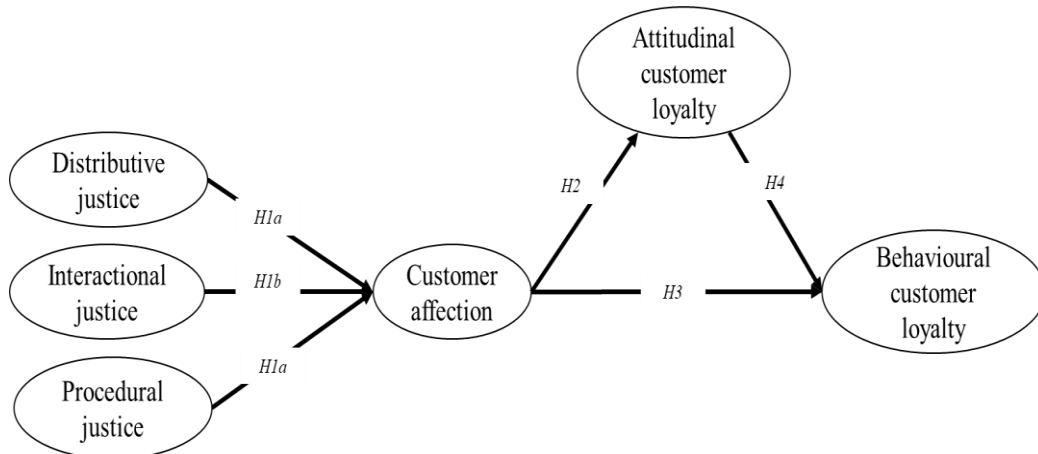 Attitudinal
customer
loyalty
Distributive
justice
H1a
H2
H4
Interactional
justice
H1b
Customer
affection
H3
Behavioural
customer
loyalty
H1a
Procedural
justice